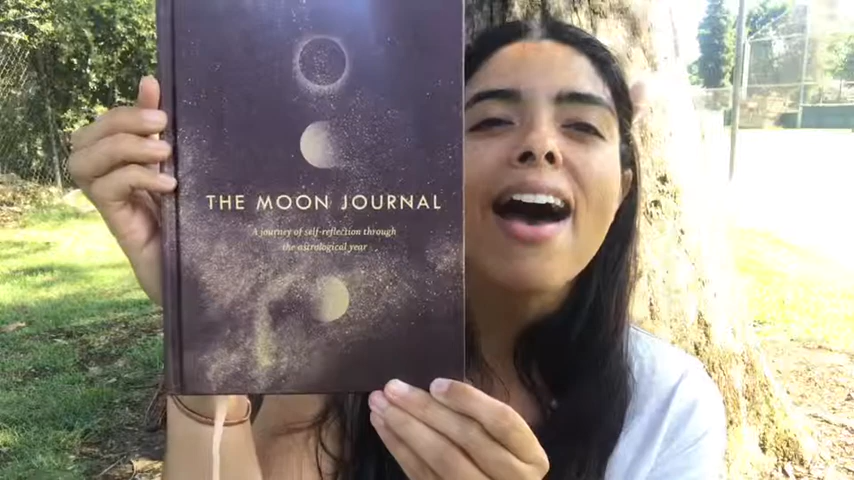 THE MOON JOURNAL
A journey of self-reflection through
the astrological year